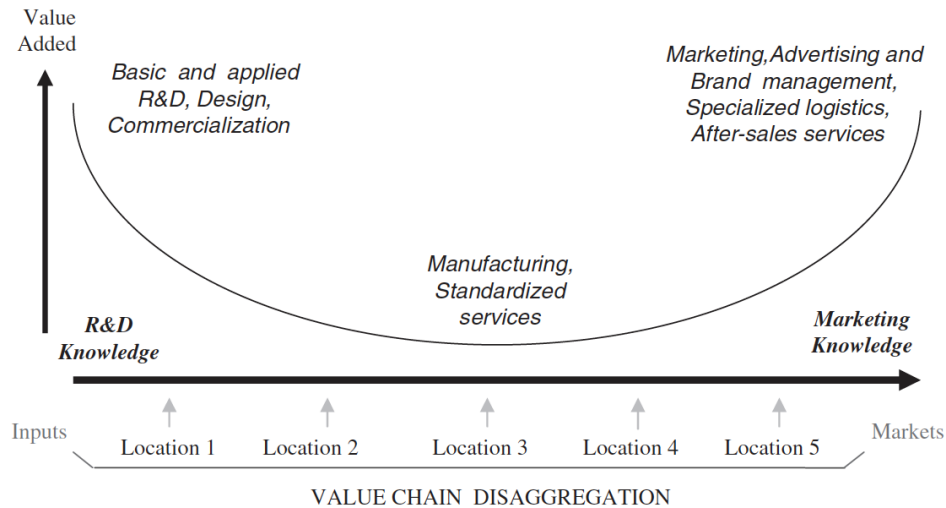 Value
Added
Basic and applied
R&D, Design,
Commercialization
Marketing,Advertising and
Brand management,
Specialized logistics,
After-sales services
Manufacturing,
Standardized
services
R&D
Knowledge
Marketing
Knowledge
Inputs
Location 1
Location 2
Location 3
Location 4
Location 5
Markets
VALUE CHAIN DISAGGREGATION